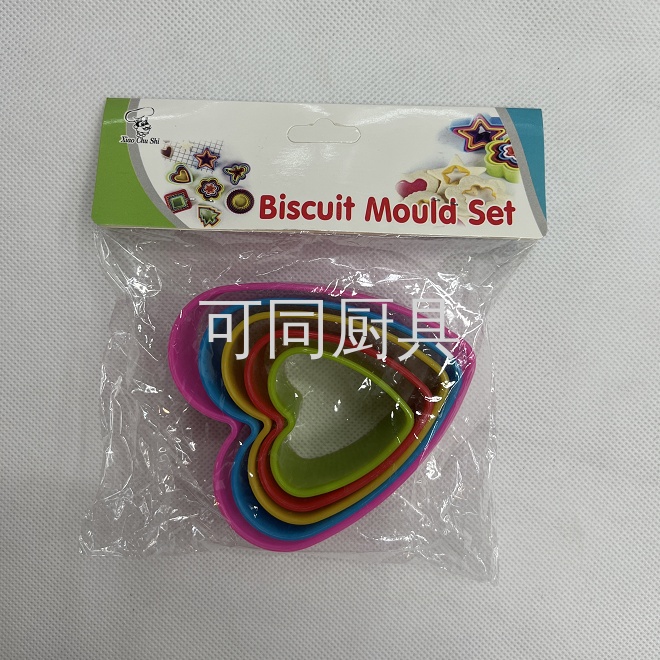 Xiao Chu Shi
Biscuit Mould Set
可同厨具